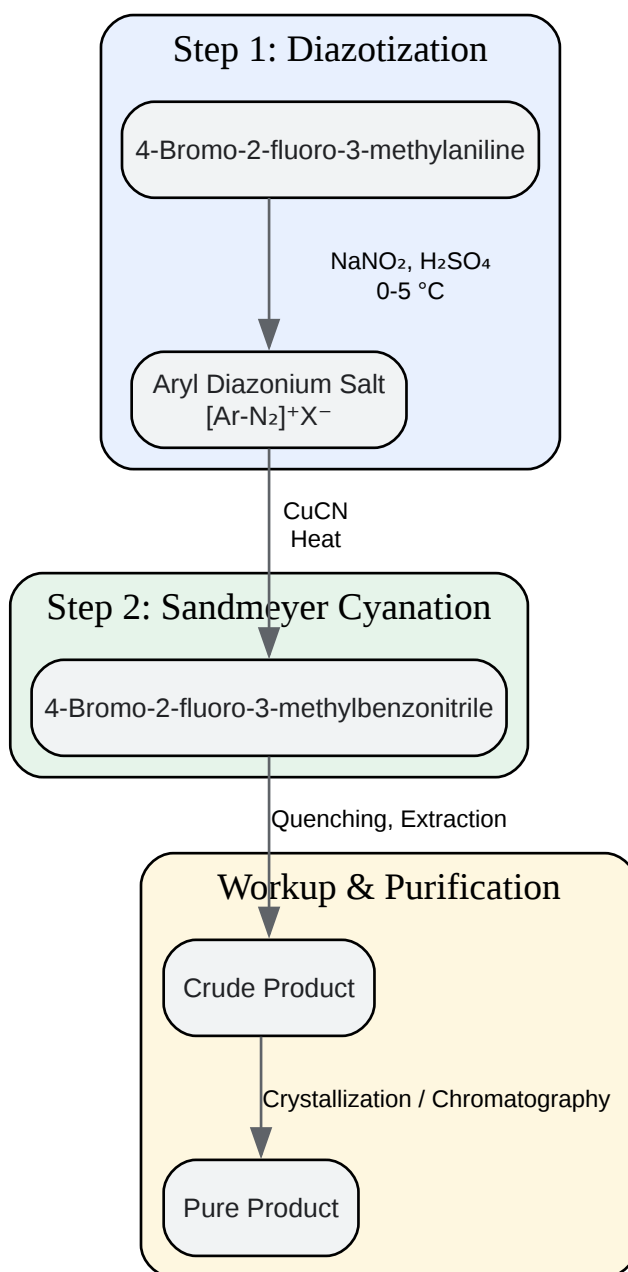 Step 1: Diazotization
4-Bromo-2-fluoro-3-methylaniline
NaNO₂, H₂SO₄
0-5 °C
Aryl Diazonium Salt
[Ar-N₂]⁺X⁻
CuCN
Heat
Step 2: Sandmeyer Cyanation
4-Bromo-2-fluoro-3-methylbenzonitrile
Quenching, Extraction
Workup & Purification
Crude Product
Crystallization / Chromatography
Pure Product